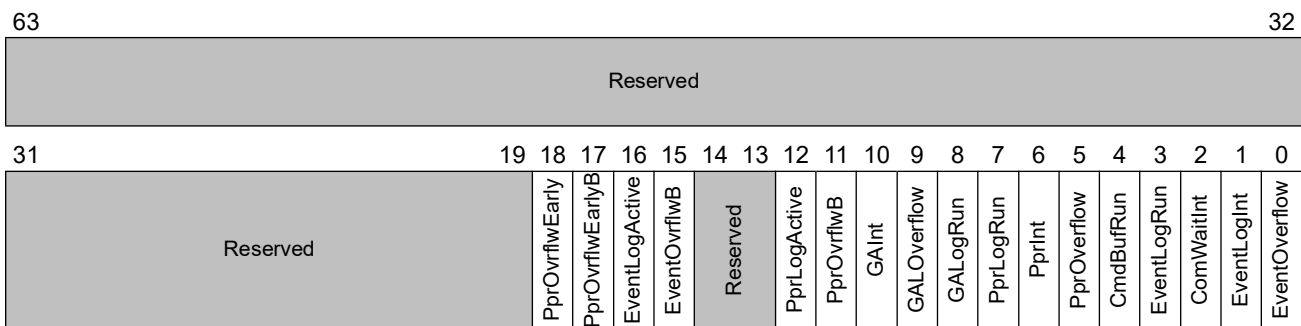 63 32
Reserved
31 19 18 17 16 15 14 13 12 11 10 9 8 7 6 5 4 3 2 1 0
Reserved
PprOvrflwEarly
PprOvrflwEarlyB
EventLogActive
EventOvrflwB
Reserved
PprLogActive
PprOvrflwB
GAInt
GALOverflow
GALogRun
PprLogRun
PprInt
PprOverflow
CmdBufRun
EventLogRun
ComWaitInt
EventLogInt
EventOverflow